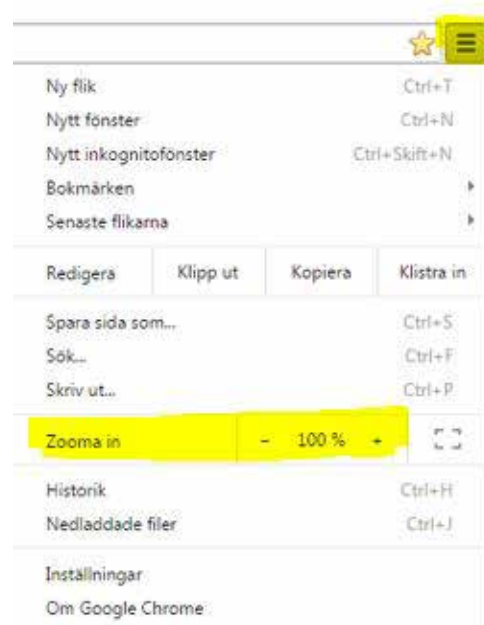 Ny flik Ctrl+T
Nytt fönster Ctrl+N
Nytt inkognitofönster Ctrl+Skift+N
Bokmärken
Senaste flikarna
Redigera Klipp ut Kopiera Klistra in
Spara sida som... Ctrl+S
Sök... Ctrl+F
Skriv ut... Ctrl+P
Zooma in - 100 % +
Historik Ctrl+H
Nedladdade filer Ctrl+J
Inställningar
Om Google Chrome